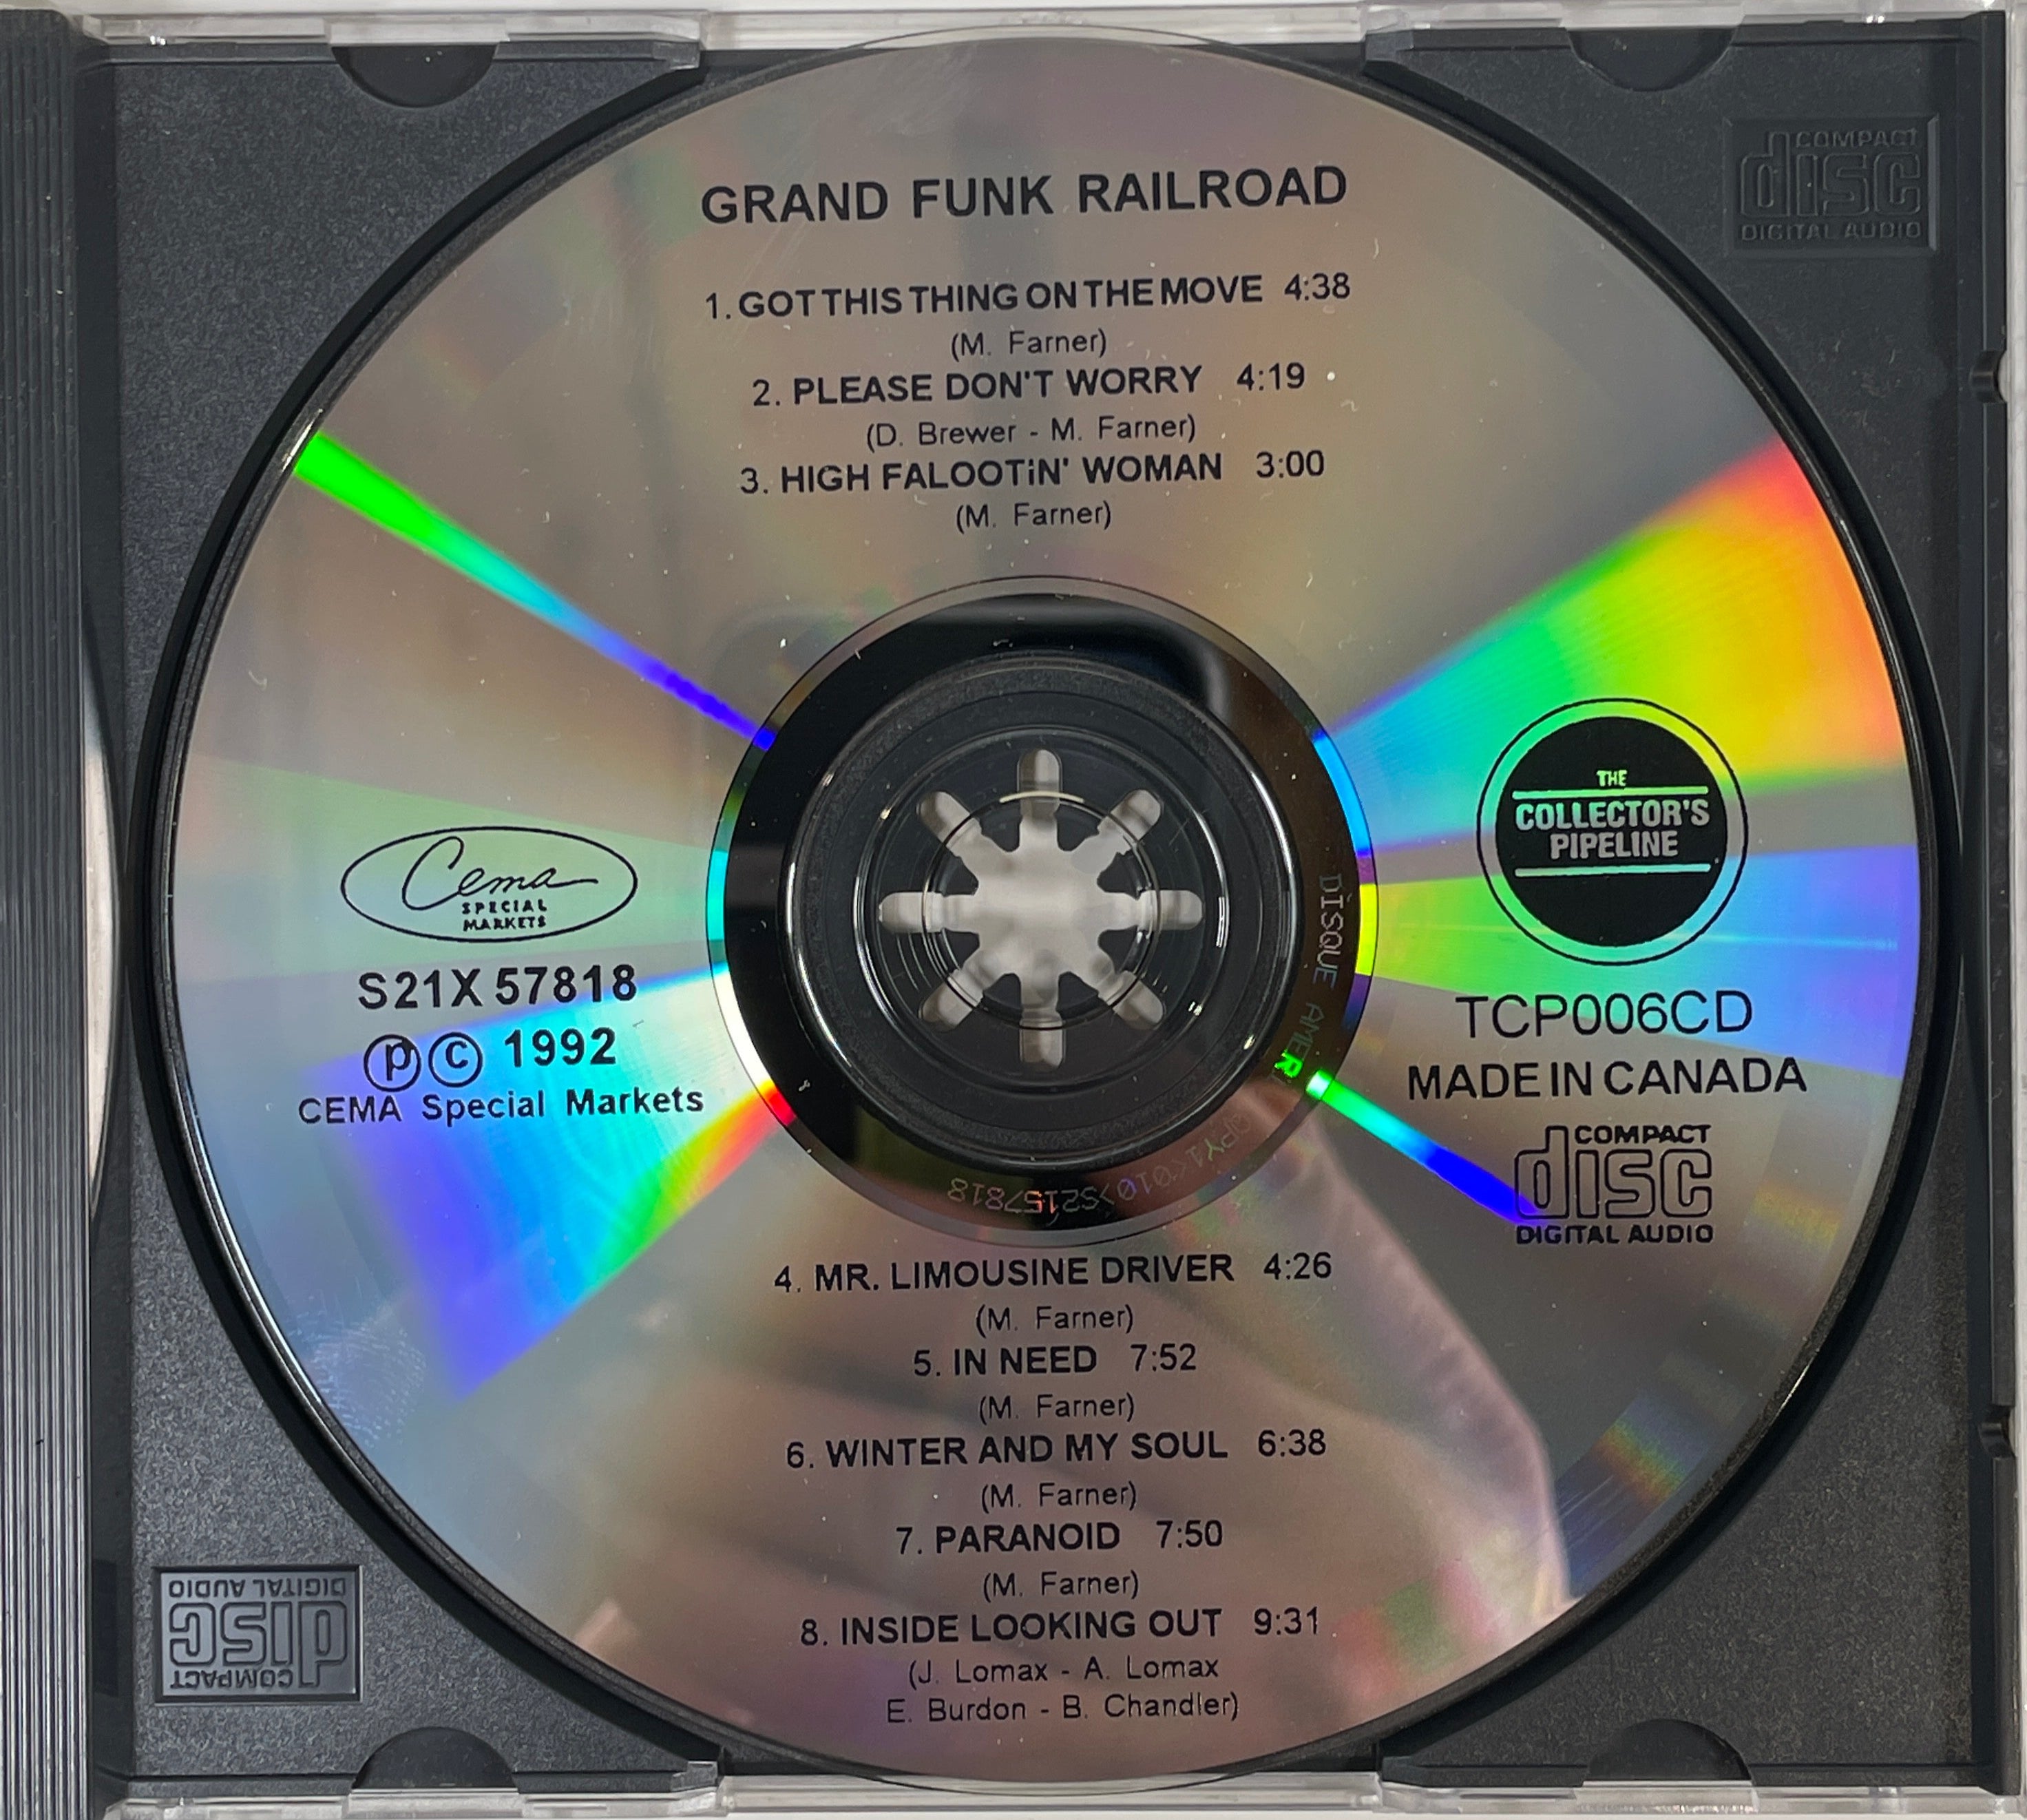 GRAND FUNK RAILROAD
1. GOT THIS THING ON THE MOVE 4:38
(M. Farner)
2. PLEASE DON'T WORRY 4:19
(D. Brewer - M. Farner)
3. HIGH FALOOTiN' WOMAN 3:00
(M. Farner)
Cema
SPECIAL
MARKETS
S21X 57818
℗ © 1992
CEMA Special Markets
THE
COLLECTOR'S
PIPELINE
TCP006CD
MADE IN CANADA
COMPACT
disc
DIGITAL AUDIO
DISQUE AMER
S2157818
4. MR. LIMOUSINE DRIVER 4:26
(M. Farner)
5. IN NEED 7:52
(M. Farner)
6. WINTER AND MY SOUL 6:38
(M. Farner)
7. PARANOID 7:50
(M. Farner)
8. INSIDE LOOKING OUT 9:31
(J. Lomax - A. Lomax
E. Burdon - B. Chandler)
COMPACT
disc
DIGITAL AUDIO
COMPACT
disc
DIGITAL AUDIO